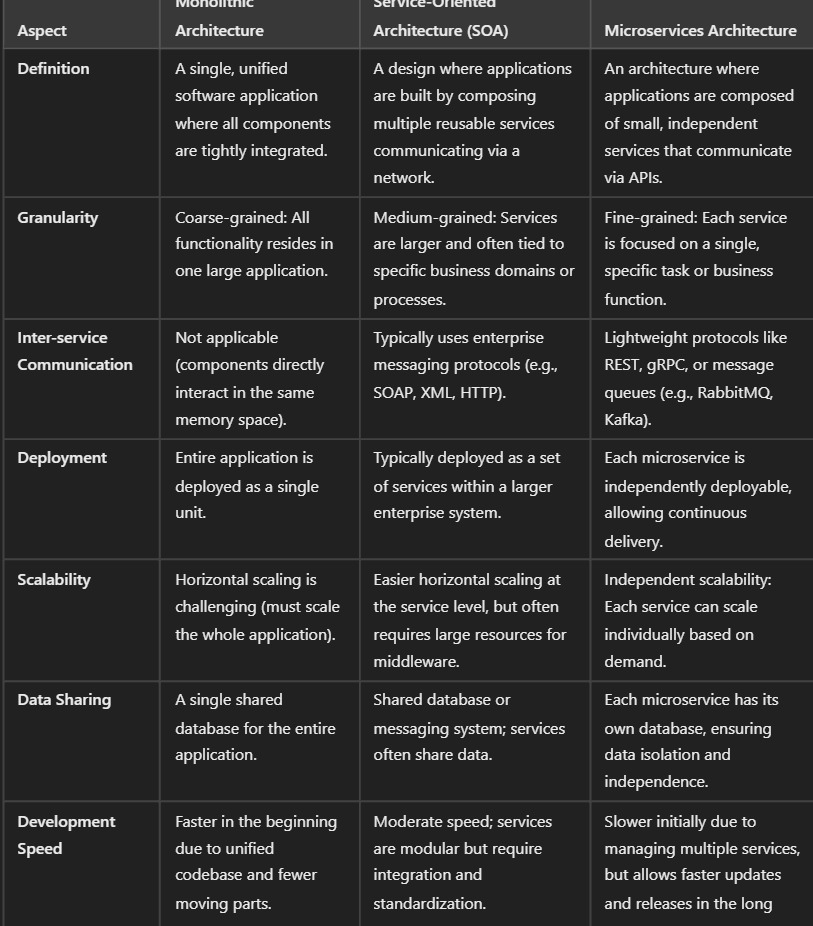 Monolithic
Architecture
Service-Oriented
Architecture (SOA)
Aspect
Microservices Architecture
Definition
A single, unified
software application
where all components
are tightly integrated.
A design where applications
are built by composing
multiple reusable services
communicating via a
network.
An architecture where
applications are composed
of small, independent
services that communicate
via APIs.
Granularity
Coarse-grained: All
functionality resides in
one large application.
Medium-grained: Services
are larger and often tied to
specific business domains or
processes.
Fine-grained: Each service
is focused on a single,
specific task or business
function.
Inter-service
Communication
Not applicable
(components directly
interact in the same
memory space).
Typically uses enterprise
messaging protocols (e.g.,
SOAP, XML, HTTP).
Lightweight protocols like
REST, gRPC, or message
queues (e.g., RabbitMQ,
Kafka).
Deployment
Entire application is
deployed as a single
unit.
Typically deployed as a set
of services within a larger
enterprise system.
Each microservice is
independently deployable,
allowing continuous
delivery.
Scalability
Horizontal scaling is
challenging (must scale
the whole application).
Easier horizontal scaling at
the service level, but often
requires large resources for
middleware.
Independent scalability:
Each service can scale
individually based on
demand.
Data Sharing
A single shared
database for the entire
application.
Shared database or
messaging system; services
often share data.
Each microservice has its
own database, ensuring
data isolation and
independence.
Development
Speed
Faster in the beginning
due to unified
codebase and fewer
moving parts.
Moderate speed; services
are modular but require
integration and
standardization.
Slower initially due to
managing multiple services,
but allows faster updates
and releases in the long